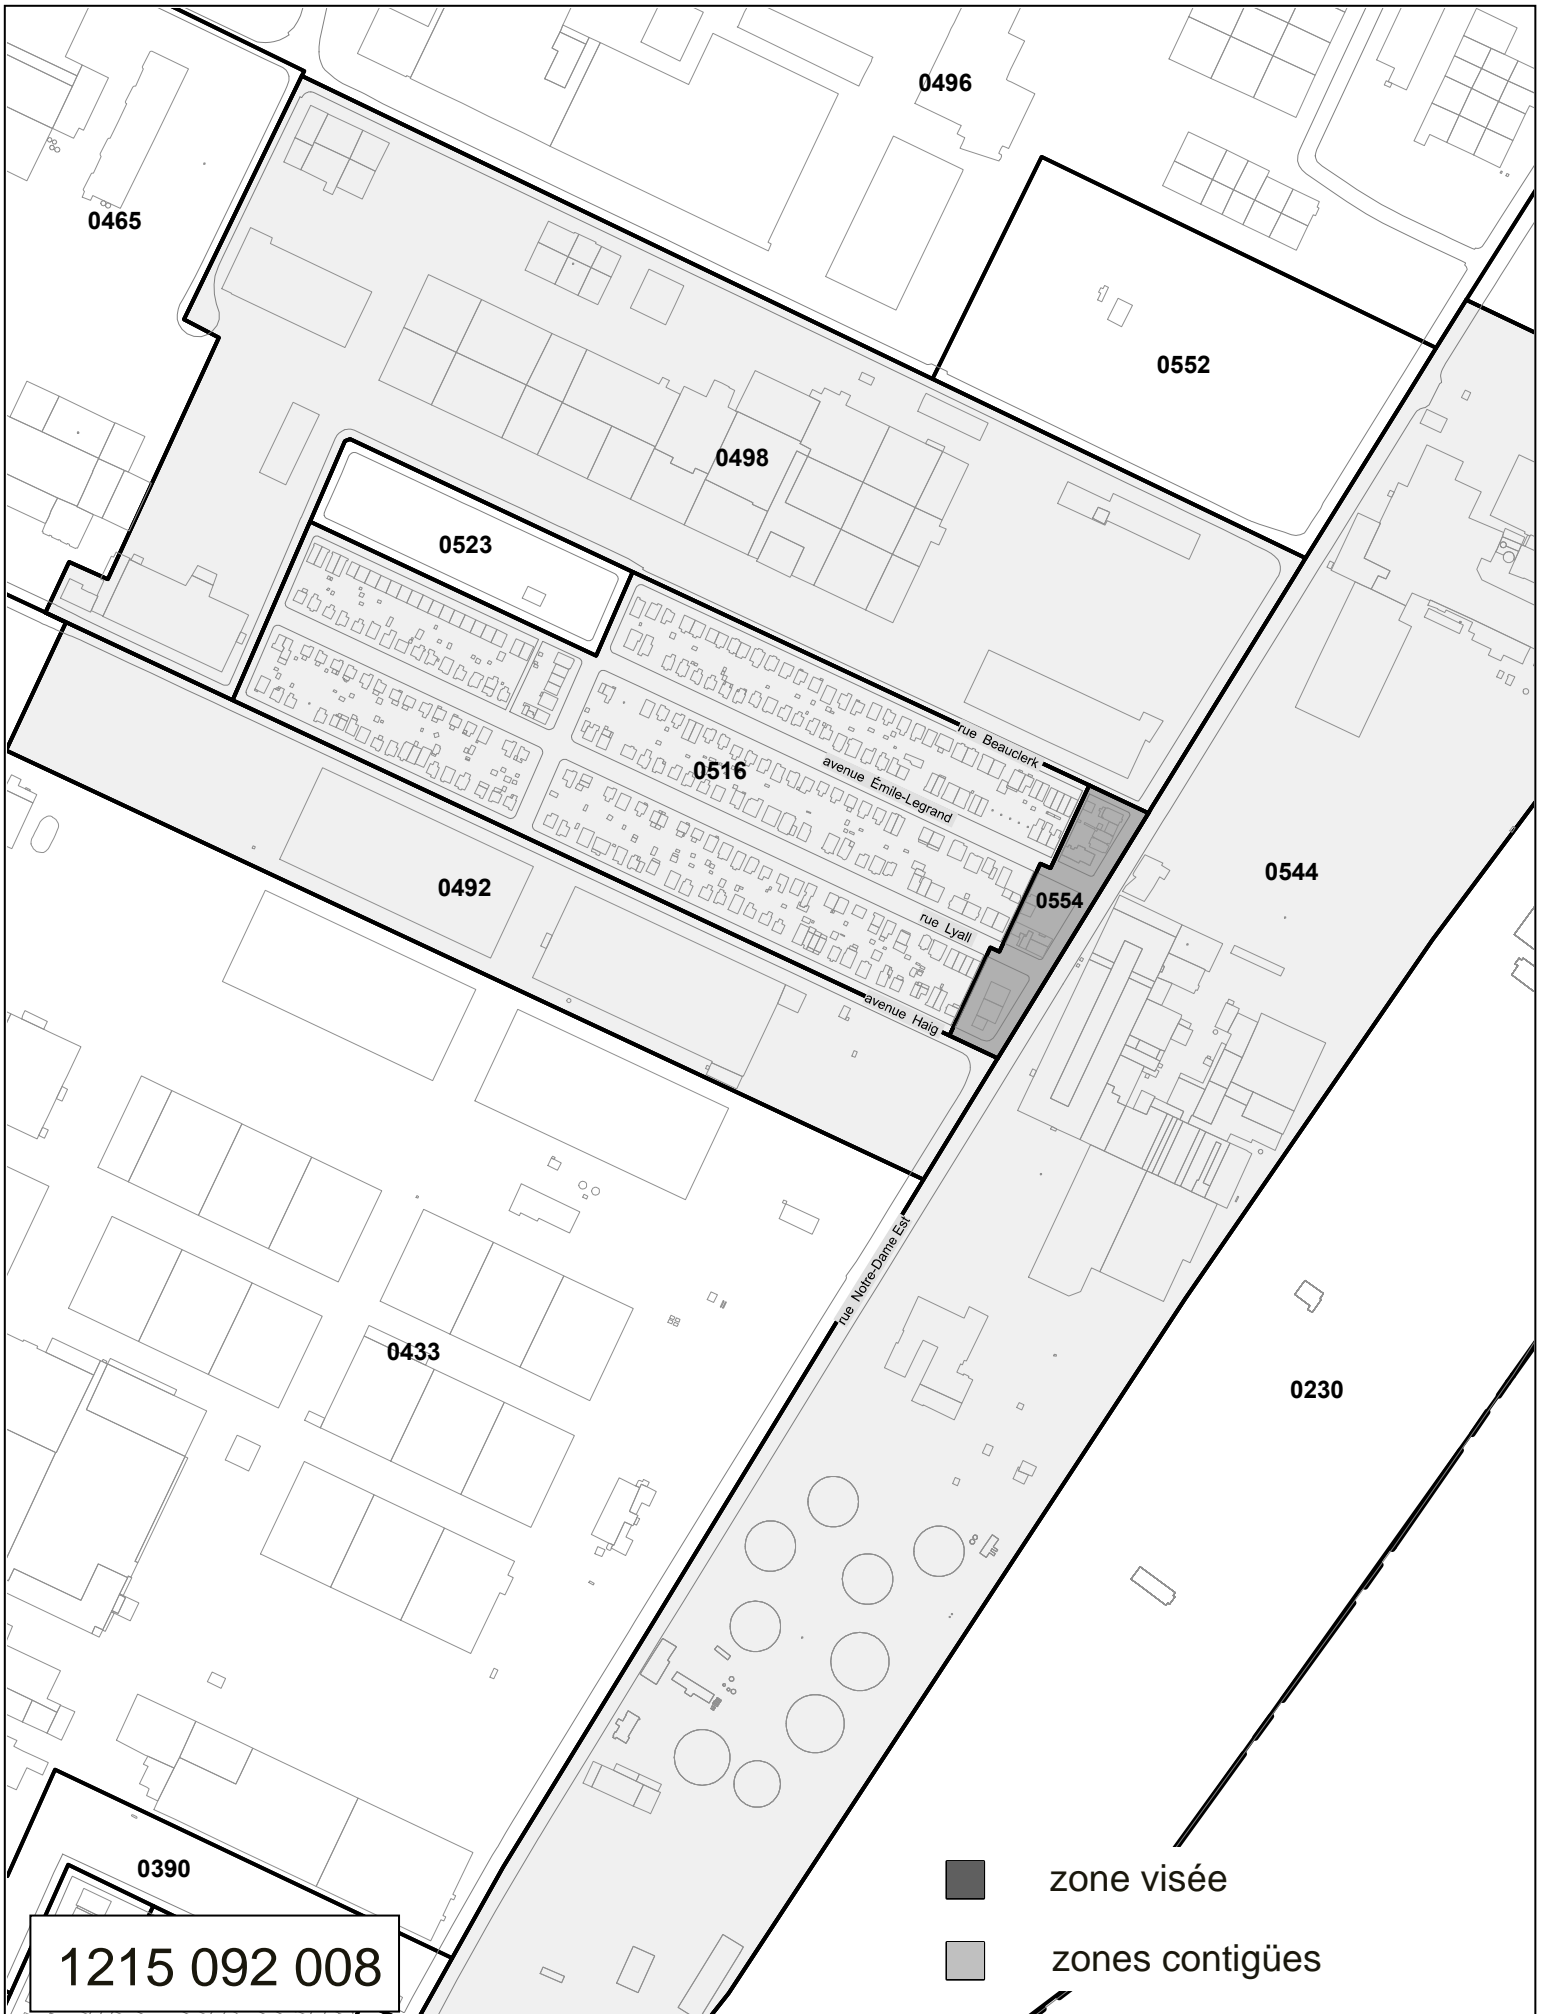 0496
0465
0552
0498
0523
rue Beauclerk
avenue Émile-Legrand
0516
0544
0492
0554
rue Lyall
avenue Haig
rue Notre-Dame Est
0433
0230
0390
zone visée
zones contigües
1215 092 008